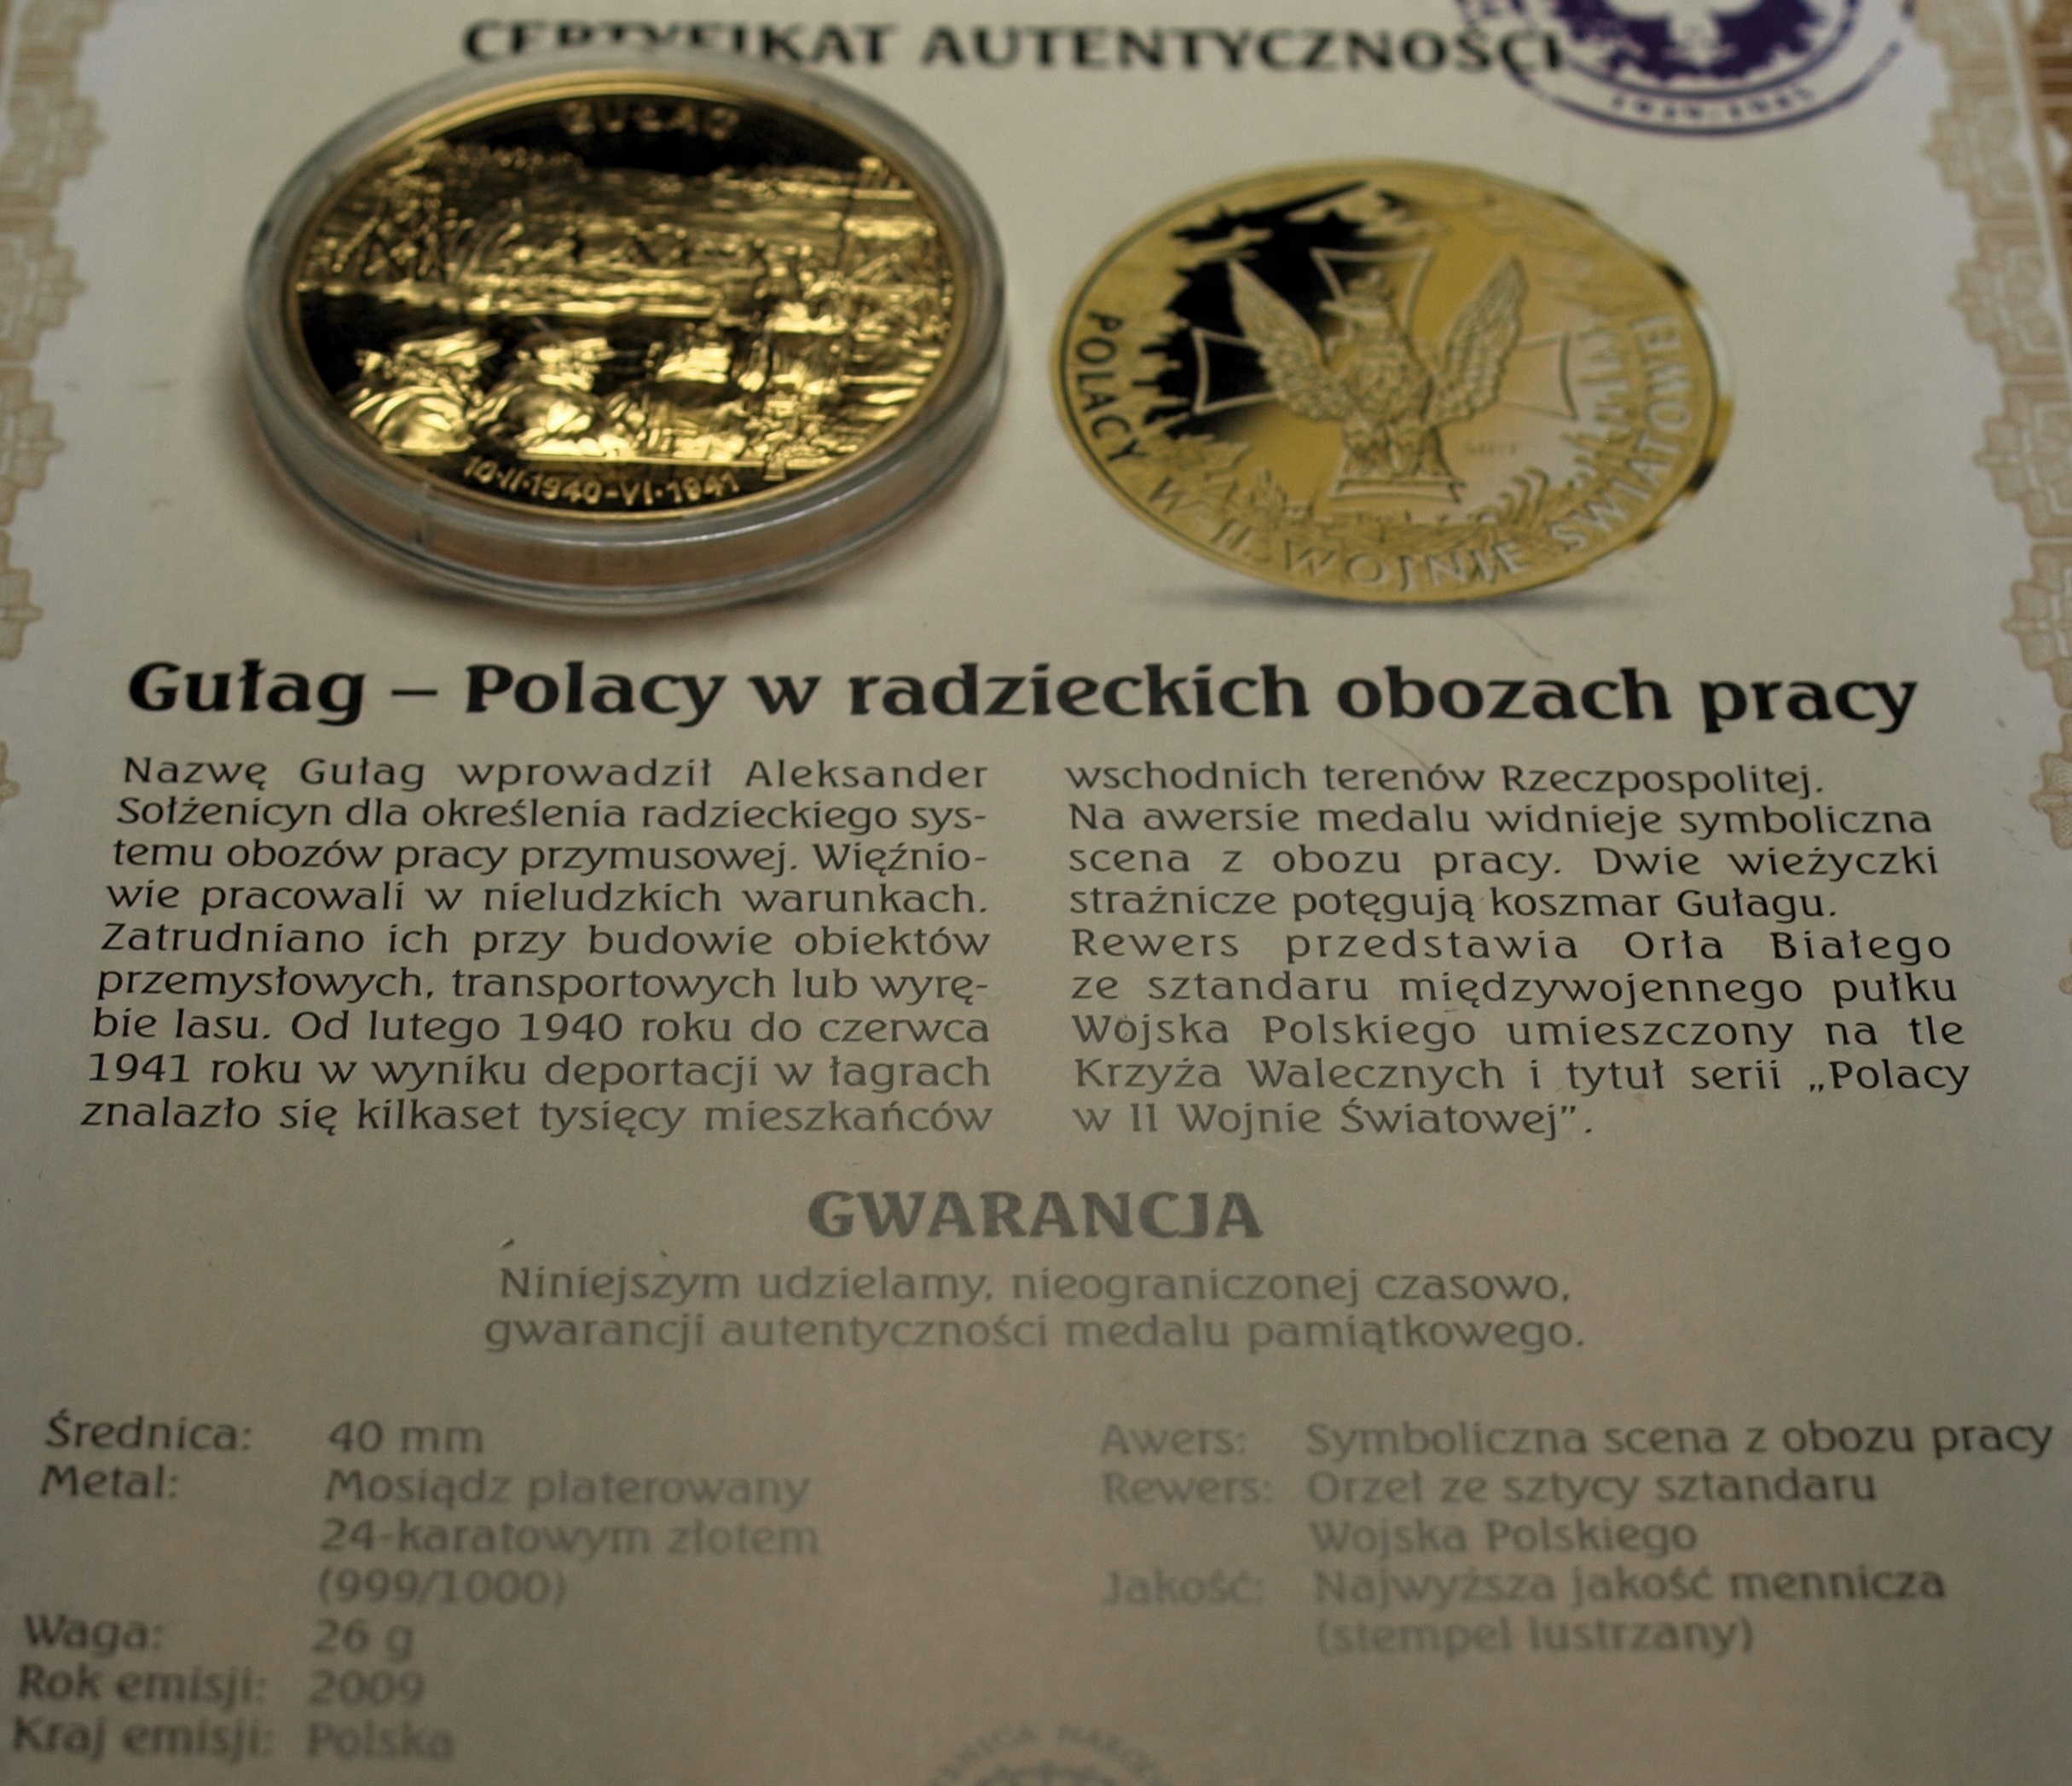 CERTYFIKAT AUTENTYCZNOŚCI
1939-1945
GUŁAG
10·II·1940-VI·1941
POLACY W II WOJNIE ŚWIATOWEJ
Gułag – Polacy w radzieckich obozach pracy
Nazwę Gułag wprowadził Aleksander
Sołżenicyn dla określenia radzieckiego sys-
temu obozów pracy przymusowej. Więźnio-
wie pracowali w nieludzkich warunkach.
Zatrudniano ich przy budowie obiektów
przemysłowych, transportowych lub wyrę-
bie lasu. Od lutego 1940 roku do czerwca
1941 roku w wyniku deportacji w łagrach
znalazło się kilkaset tysięcy mieszkańców
wschodnich terenów Rzeczpospolitej.
Na awersie medalu widnieje symboliczna
scena z obozu pracy. Dwie wieżyczki
strażnicze potęgują koszmar Gułagu.
Rewers przedstawia Orła Białego
ze sztandaru międzywojennego pułku
Wojska Polskiego umieszczony na tle
Krzyża Walecznych i tytuł serii „Polacy
w II Wojnie Światowej”.
GWARANCJA
Niniejszym udzielamy, nieograniczonej czasowo,
gwarancji autentyczności medalu pamiątkowego.
Średnica: 40 mm
Metal: Mosiądz platerowany
24-karatowym złotem
(999/1000)
Waga: 26 g
Rok emisji: 2009
Kraj emisji: Polska
Awers: Symboliczna scena z obozu pracy
Rewers: Orzeł ze sztycy sztandaru
Wojska Polskiego
Jakość: Najwyższa jakość mennicza
(stempel lustrzany)